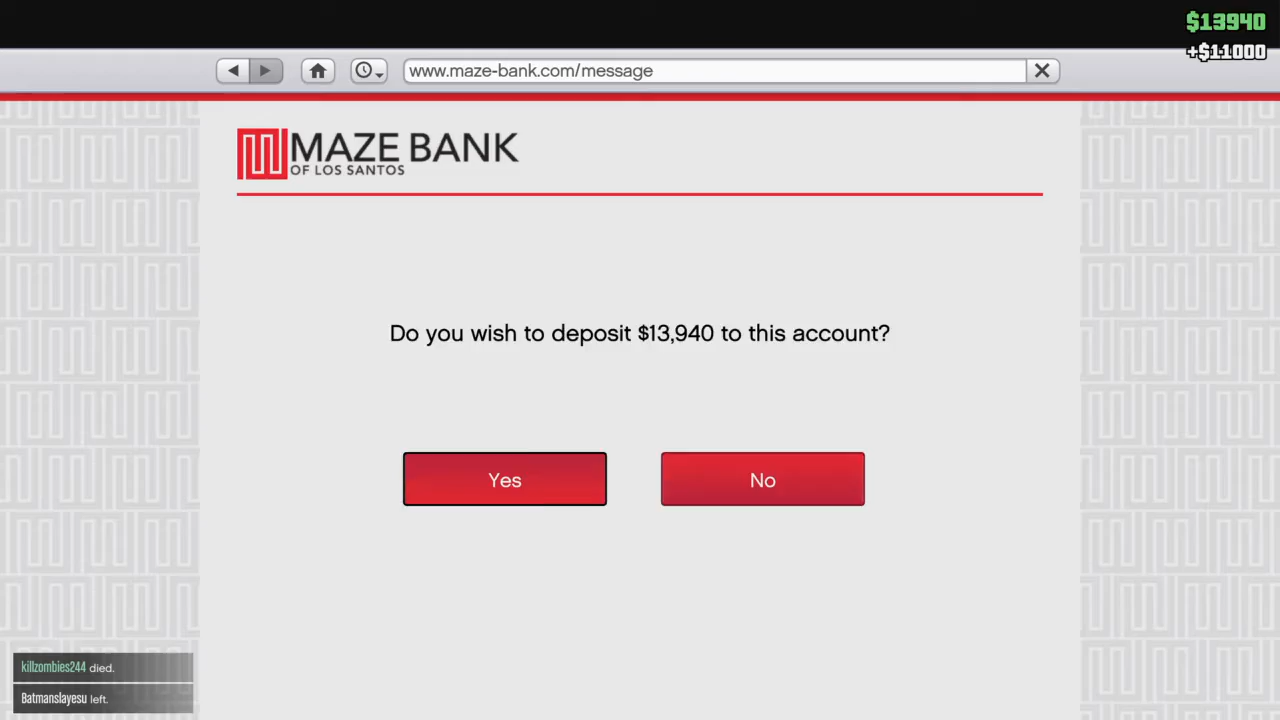 $13940
+$11000
www.maze-bank.com/message
MAZE BANK
OF LOS SANTOS
Do you wish to deposit $13,940 to this account?
Yes
No
killzombies244 died.
Batmanslayesu left.